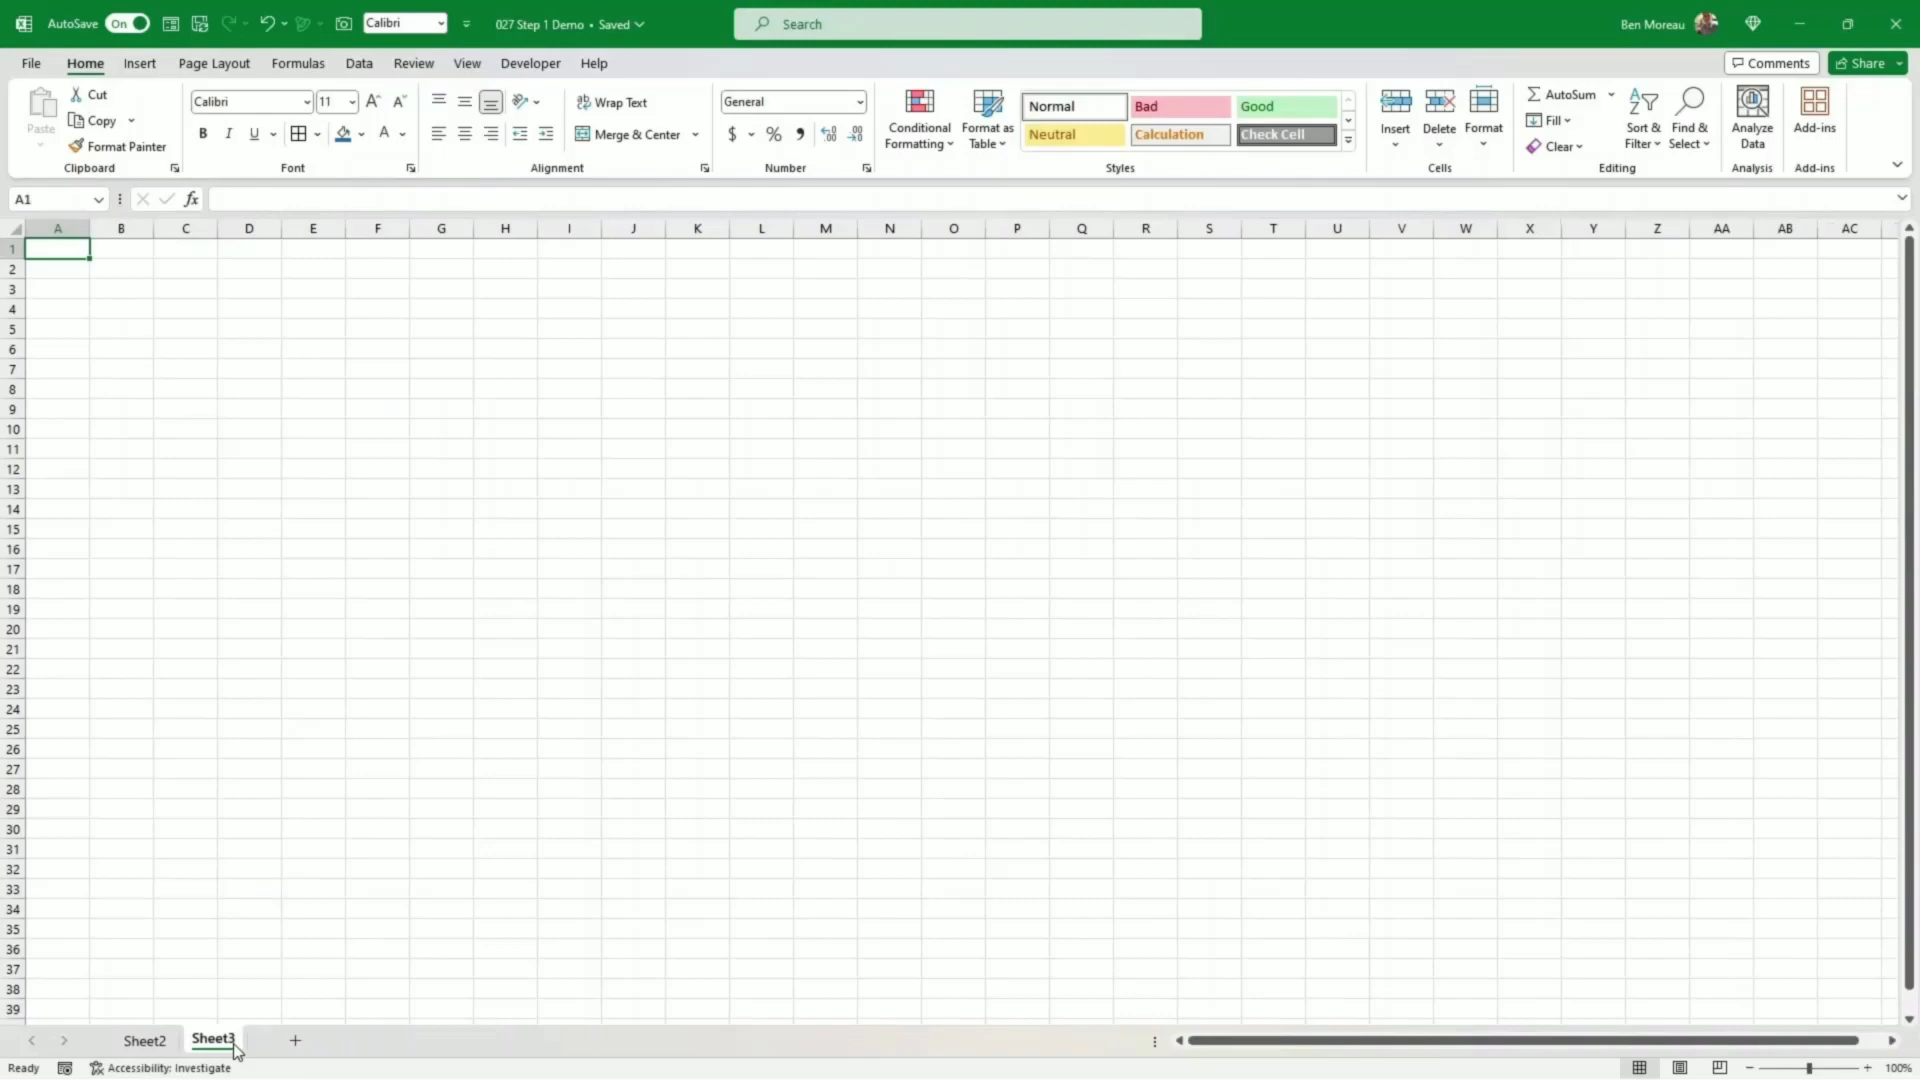 AutoSave On Calibri 027 Step 1 Demo • Saved Search Ben Moreau
File Home Insert Page Layout Formulas Data Review View Developer Help Comments Share
Paste Cut Copy Format Painter Clipboard
Calibri 11 B I U A Font
Wrap Text Merge & Center Alignment
General $ % Number
Conditional Formatting Format as Table Normal Bad Good Neutral Calculation Check Cell Styles
Insert Delete Format Cells
AutoSum Fill Clear Sort & Filter Find & Select Editing
Analyze Data Analysis
Add-ins Add-ins
A1 fx
A B C D E F G H I J K L M N O P Q R S T U V W X Y Z AA AB AC
1
2
3
4
5
6
7
8
9
10
11
12
13
14
15
16
17
18
19
20
21
22
23
24
25
26
27
28
29
30
31
32
33
34
35
36
37
38
39
Sheet2 Sheet3
Ready Accessibility: Investigate 100%